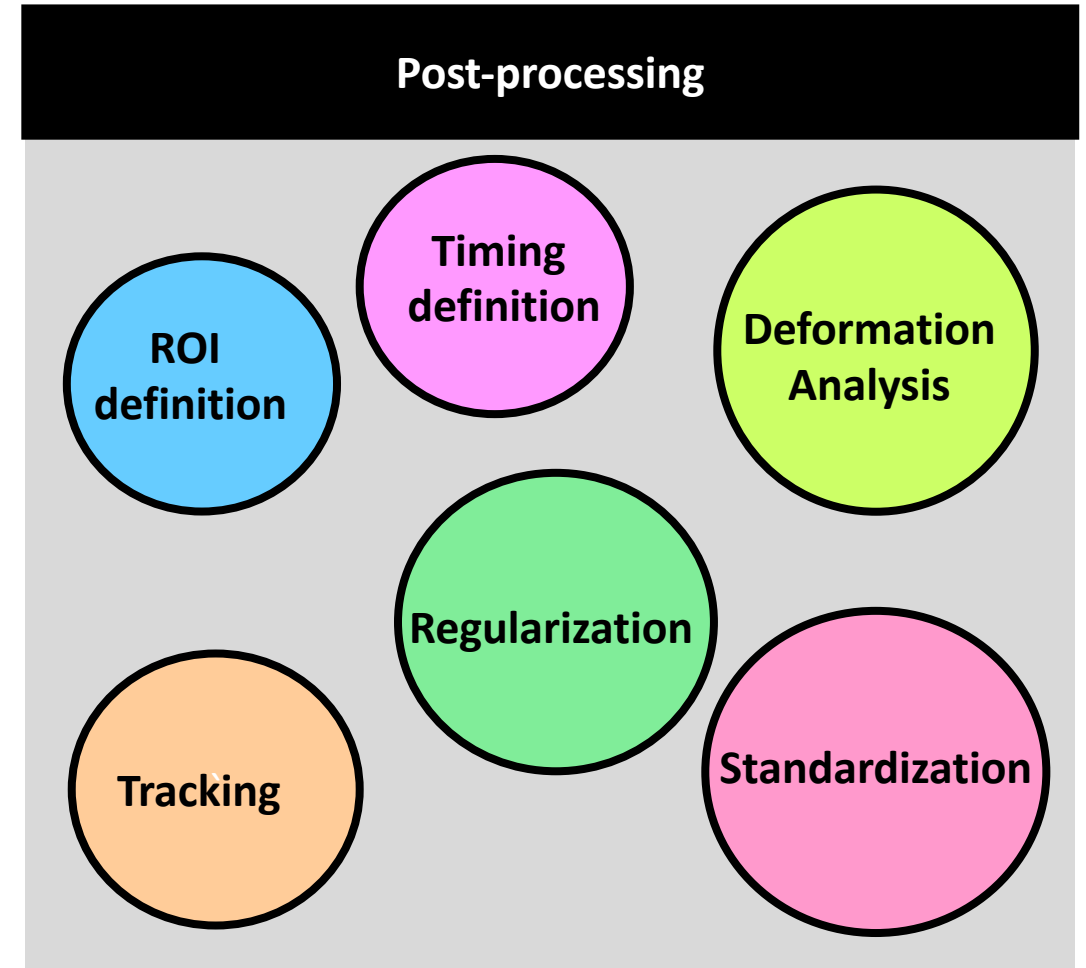 Post-processing
Timing
definition
Deformation
Analysis
ROI
definition
Regularization
Standardization
Tracking